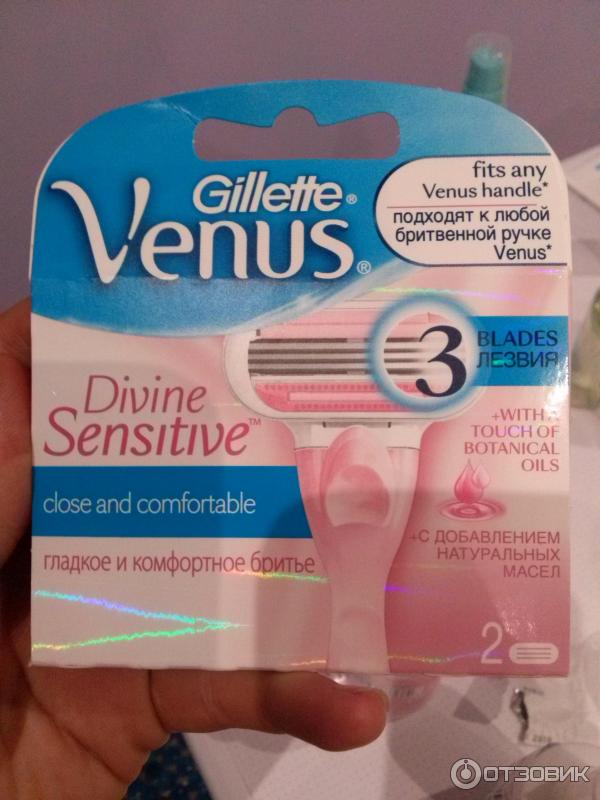 Gillette®
Venus®
fits any
Venus handle*
подходят к любой
бритвенной ручке
Venus*
3 BLADES
ЛЕЗВИЯ
Divine
Sensitive™
+WITH A
TOUCH OF
BOTANICAL
OILS
close and comfortable
гладкое и комфортное бритье
+С ДОБАВЛЕНИЕМ
НАТУРАЛЬНЫХ
МАСЕЛ
2
ОТЗОВИК